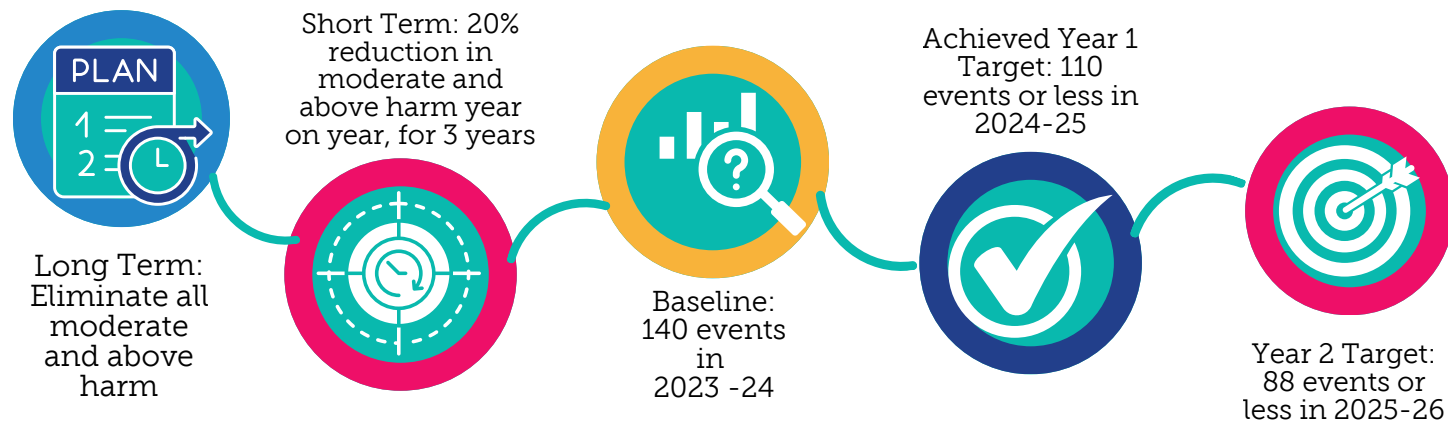 PLAN
1
2
Long Term:
Eliminate all
moderate
and above
harm
Short Term: 20%
reduction in
moderate and
above harm year
on year, for 3 years
?
Baseline:
140 events
in
2023 -24
Achieved Year 1
Target: 110
events or less in
2024-25
Year 2 Target:
88 events or
less in 2025-26